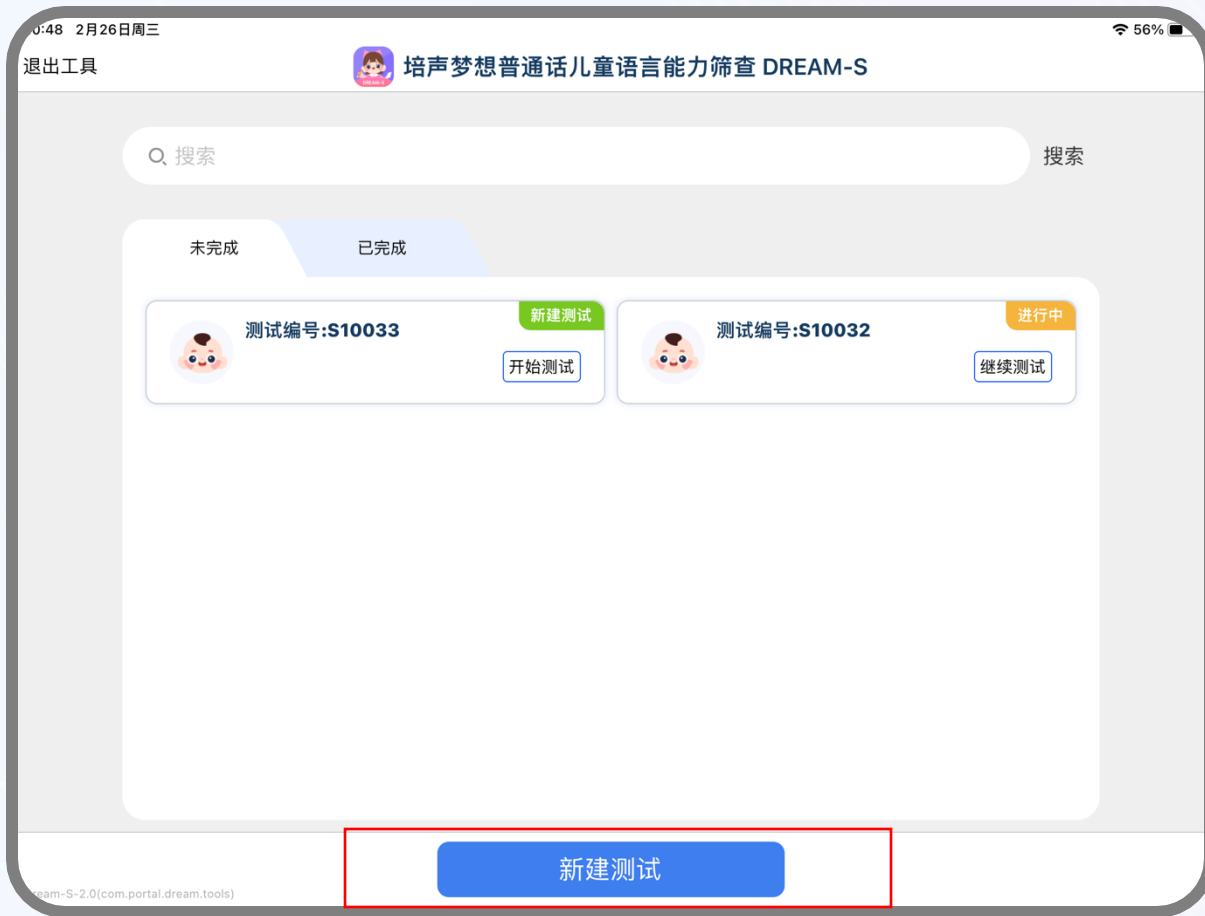 0:48 2月26日周三
56%
退出工具
培声梦想普通话儿童语言能力筛查 DREAM-S
搜索
搜索
未完成
已完成
测试编号:S10033
新建测试
开始测试
测试编号:S10032
进行中
继续测试
新建测试
eam-S-2.0(com.portal.dream.tools)